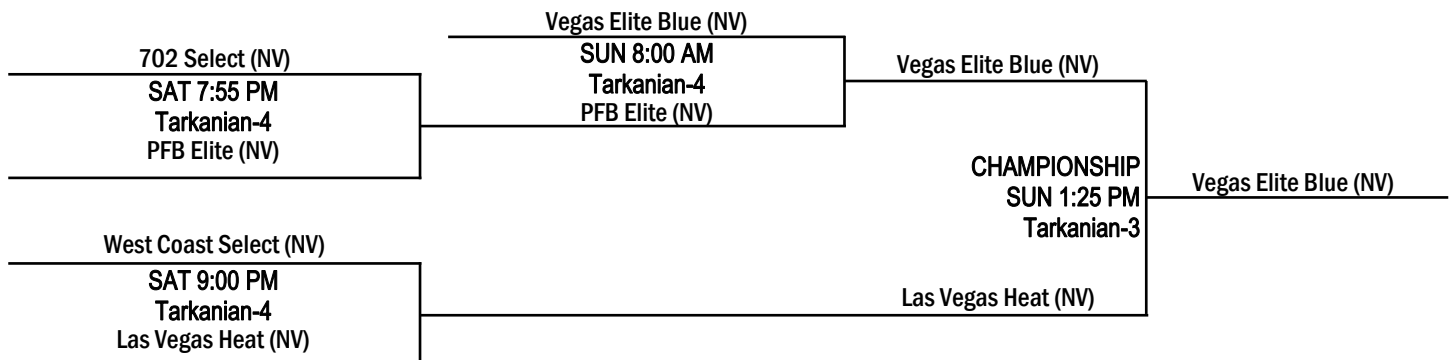 Vegas Elite Blue (NV)
702 Select (NV)
SUN 8:00 AM
Vegas Elite Blue (NV)
SAT 7:55 PM
Tarkanian-4
Tarkanian-4
PFB Elite (NV)
PFB Elite (NV)
CHAMPIONSHIP
Vegas Elite Blue (NV)
SUN 1:25 PM
Tarkanian-3
West Coast Select (NV)
SAT 9:00 PM
Las Vegas Heat (NV)
Tarkanian-4
Las Vegas Heat (NV)